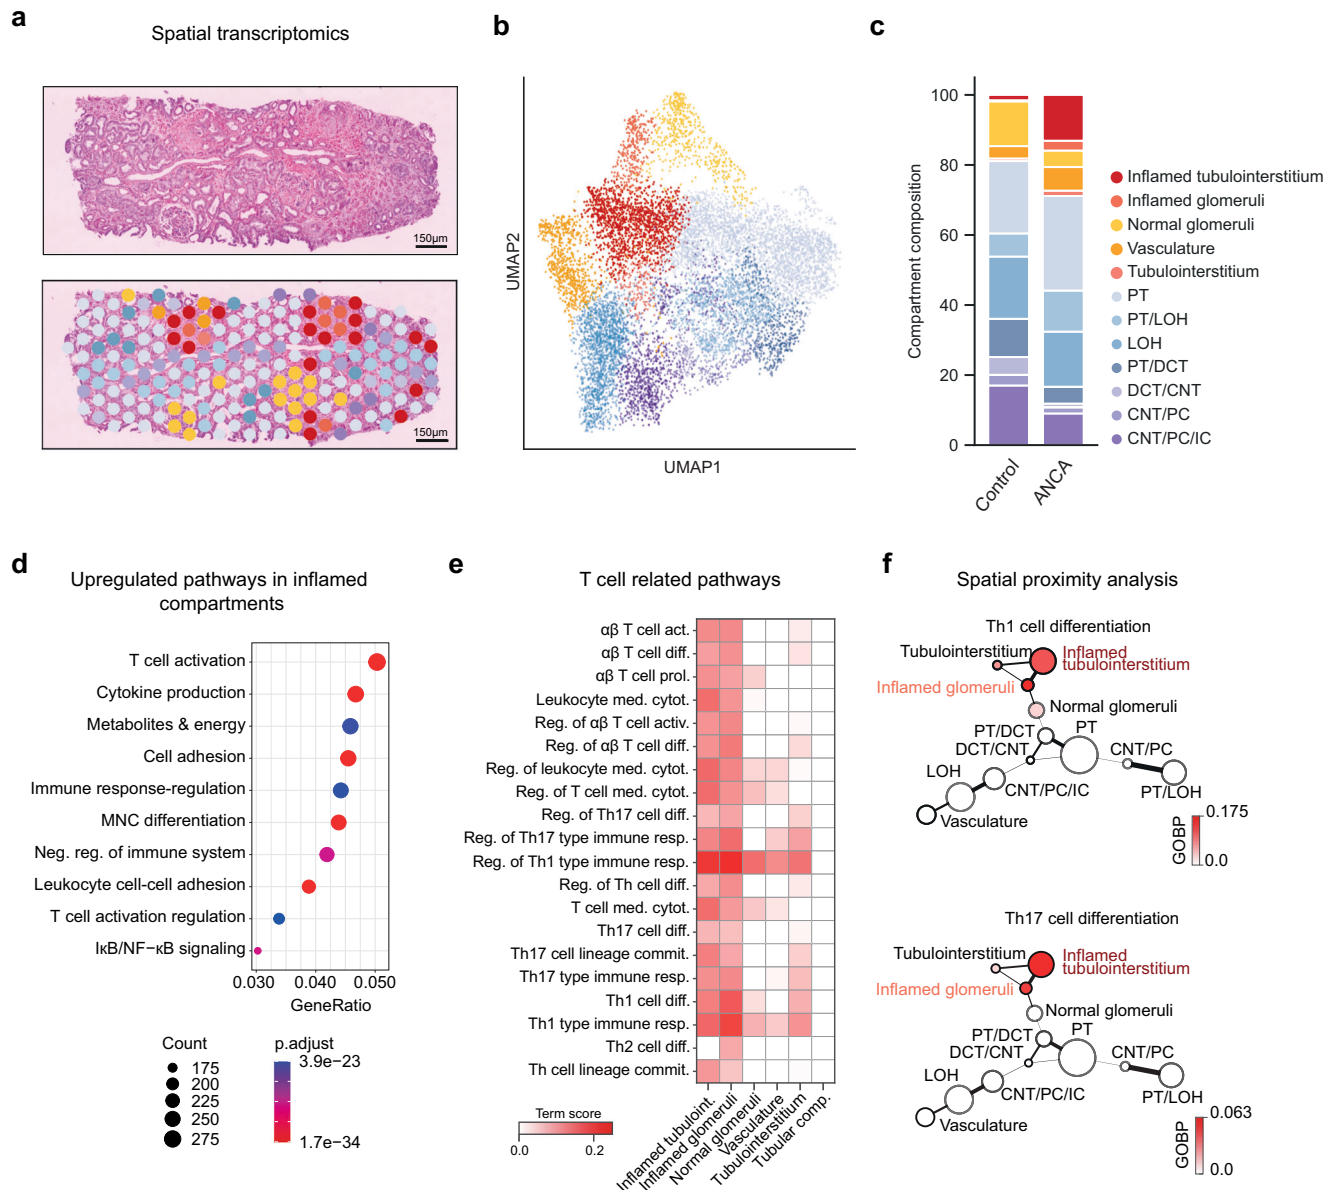 a
Spatial transcriptomics
150µm
150µm
b
UMAP2
UMAP1
c
Compartment composition
100
80
60
40
20
0
Control
ANCA
Inflamed tubulointerstitium
Inflamed glomeruli
Normal glomeruli
Vasculature
Tubulointerstitium
PT
PT/LOH
LOH
PT/DCT
DCT/CNT
CNT/PC
CNT/PC/IC
d
Upregulated pathways in inflamed
compartments
T cell activation
Cytokine production
Metabolites & energy
Cell adhesion
Immune response-regulation
MNC differentiation
Neg. reg. of immune system
Leukocyte cell-cell adhesion
T cell activation regulation
IκB/NF−κB signaling
0.030 0.040 0.050
GeneRatio
Count
175
200
225
250
275
p.adjust
3.9e−23
1.7e−34
e
T cell related pathways
αβ T cell act.
αβ T cell diff.
αβ T cell prol.
Leukocyte med. cytot.
Reg. of αβ T cell activ.
Reg. of αβ T cell diff.
Reg. of leukocyte med. cytot.
Reg. of T cell med. cytot.
Reg. of Th17 cell diff.
Reg. of Th17 type immune resp.
Reg. of Th1 type immune resp.
Reg. of Th cell diff.
T cell med. cytot.
Th17 cell diff.
Th17 cell lineage commit.
Th17 type immune resp.
Th1 cell diff.
Th1 type immune resp.
Th2 cell diff.
Th cell lineage commit.
Inflamed tubuloint.
Inflamed glomeruli
Normal glomeruli
Vasculature
Tubulointerstitium
Tubular comp.
Term score
0.0 0.2
f
Spatial proximity analysis
Th1 cell differentiation
Tubulointerstitium
Inflamed
tubulointerstitium
Inflamed glomeruli
Normal glomeruli
PT/DCT
PT
DCT/CNT
CNT/PC
LOH
CNT/PC/IC
PT/LOH
Vasculature
GOBP
0.175
0.0
Th17 cell differentiation
Tubulointerstitium
Inflamed
tubulointerstitium
Inflamed glomeruli
Normal glomeruli
PT/DCT
PT
DCT/CNT
CNT/PC
LOH
CNT/PC/IC
PT/LOH
Vasculature
GOBP
0.063
0.0